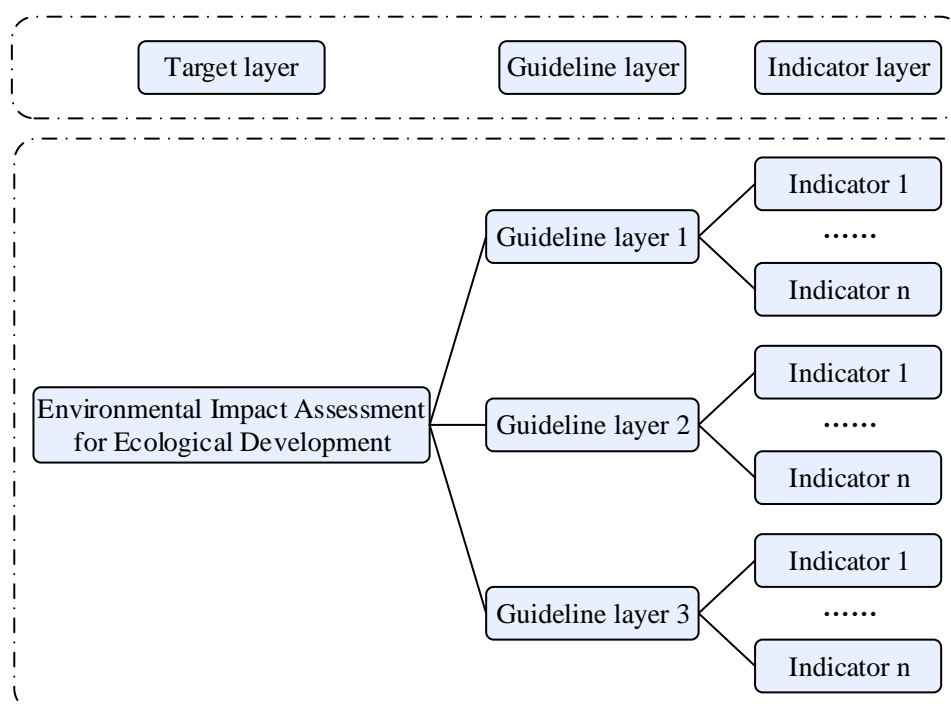 Target layer
Guideline layer
Indicator layer
Indicator 1
Guideline layer 1
......
Indicator n
Environmental Impact Assessment
for Ecological Development
Indicator 1
Guideline layer 2
......
Indicator n
Indicator 1
Guideline layer 3
......
Indicator n